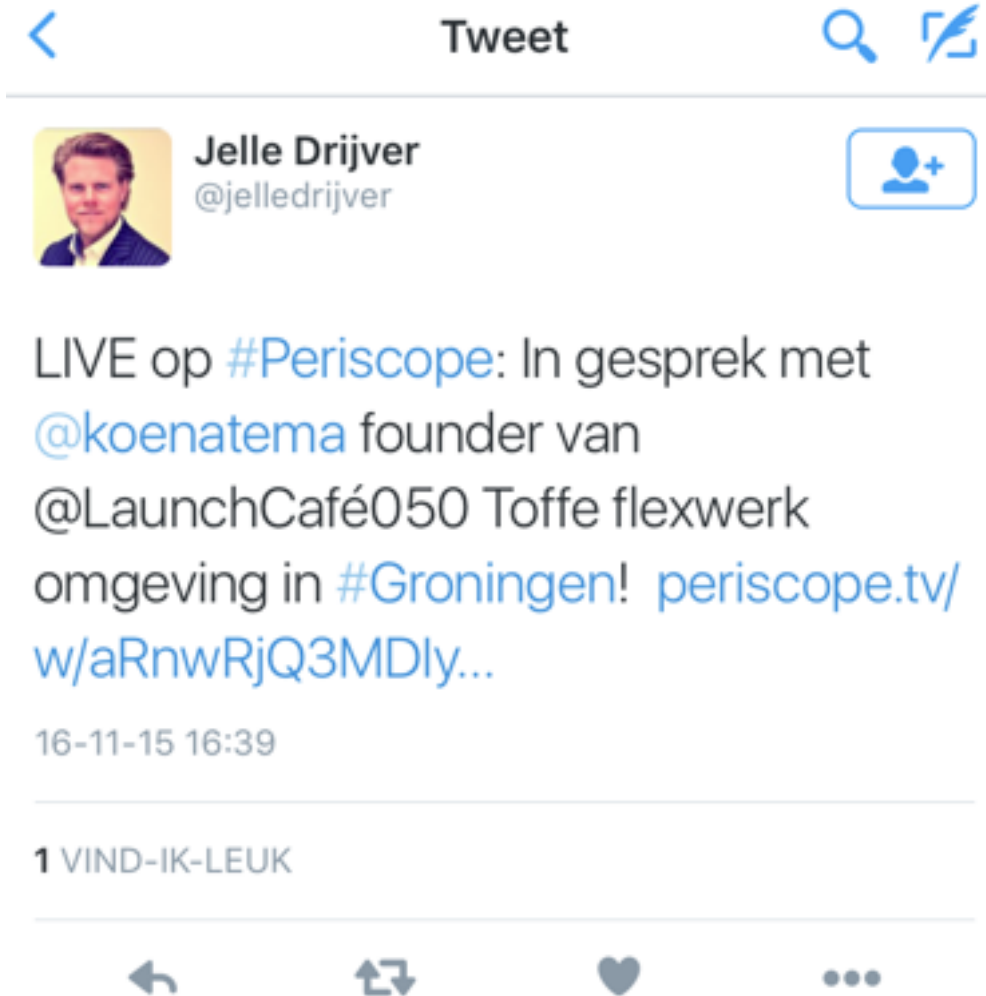 Tweet
Jelle Drijver
@jelledrijver
LIVE op #Periscope: In gesprek met
@koenatema founder van
@LaunchCafé050 Toffe flexwerk
omgeving in #Groningen! periscope.tv/
w/aRnwRjQ3MDly...
16-11-15 16:39
1 VIND-IK-LEUK